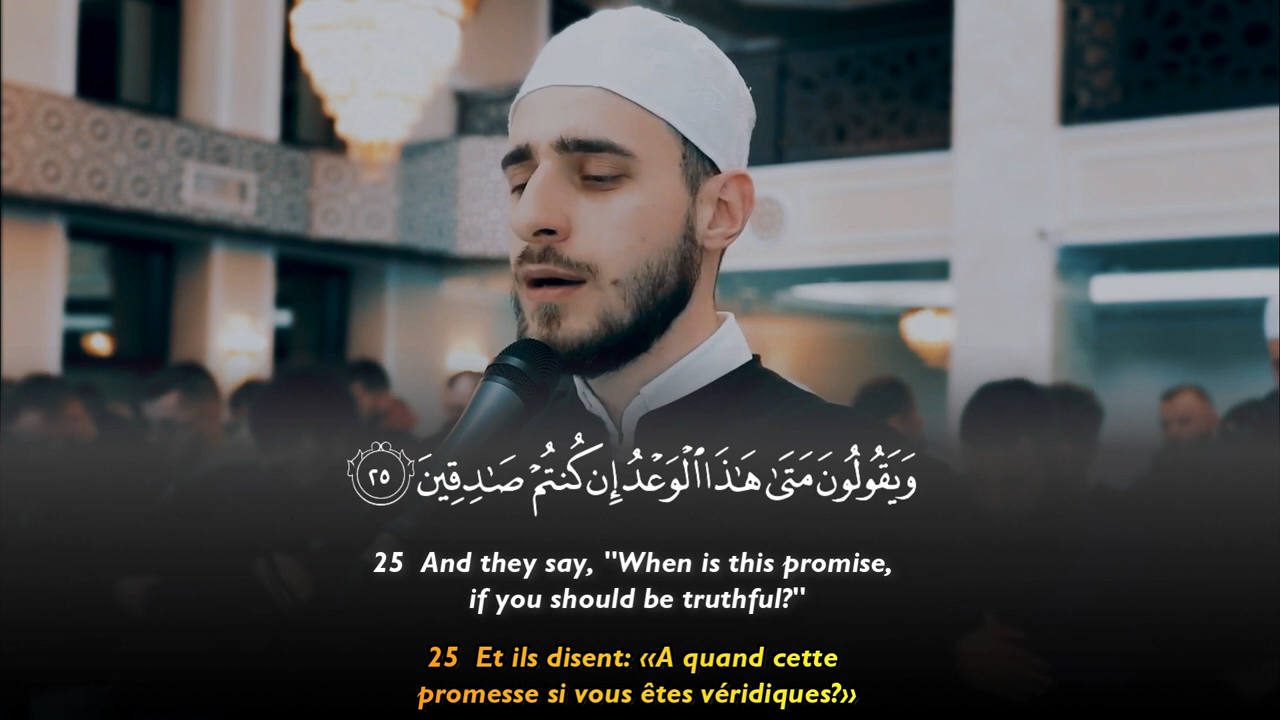 وَيَقُولُونَ مَتَىٰ هَـٰذَا ٱلْوَعْدُ إِن كُنتُمْ صَـٰدِقِينَ ٢٥
25 And they say, "When is this promise,
if you should be truthful?"
25 Et ils disent: «A quand cette
promesse si vous êtes véridiques?»